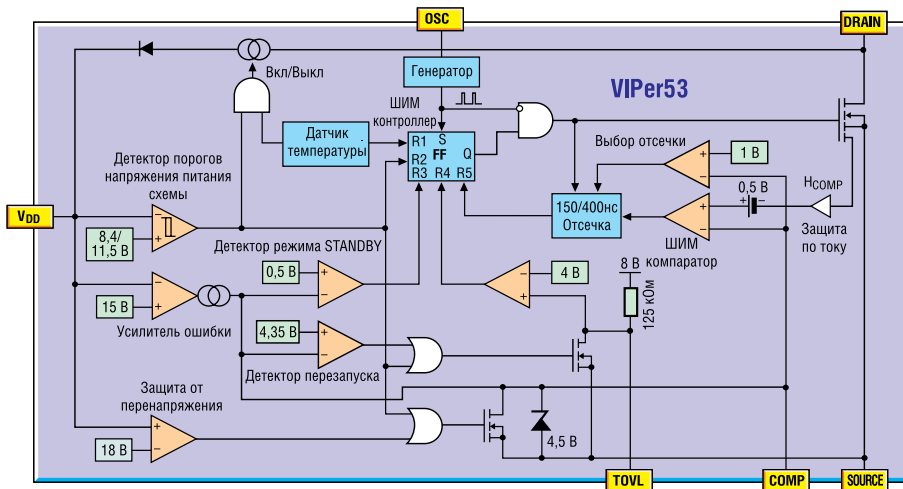 OSC
DRAIN
Вкл/Выкл
Генератор
VIPer53
ШИМ
контроллер
Датчик
температуры
R1
S
R2
FF
Q
R3
R4
R5
Выбор отсечки
1 В
Детектор порогов
напряжения питания
схемы
VDD
8,4/
11,5 В
150/400нс
Отсечка
0,5 В
HCOMP
Защита
по току
ШИМ
компаратор
Детектор режима STANDBY
0,5 В
4 В
8 В
125 кОм
15 В
Усилитель ошибки
4,35 В
Детектор перезапуска
Защита от
перенапряжения
18 В
4,5 В
TOVL
COMP
SOURCE